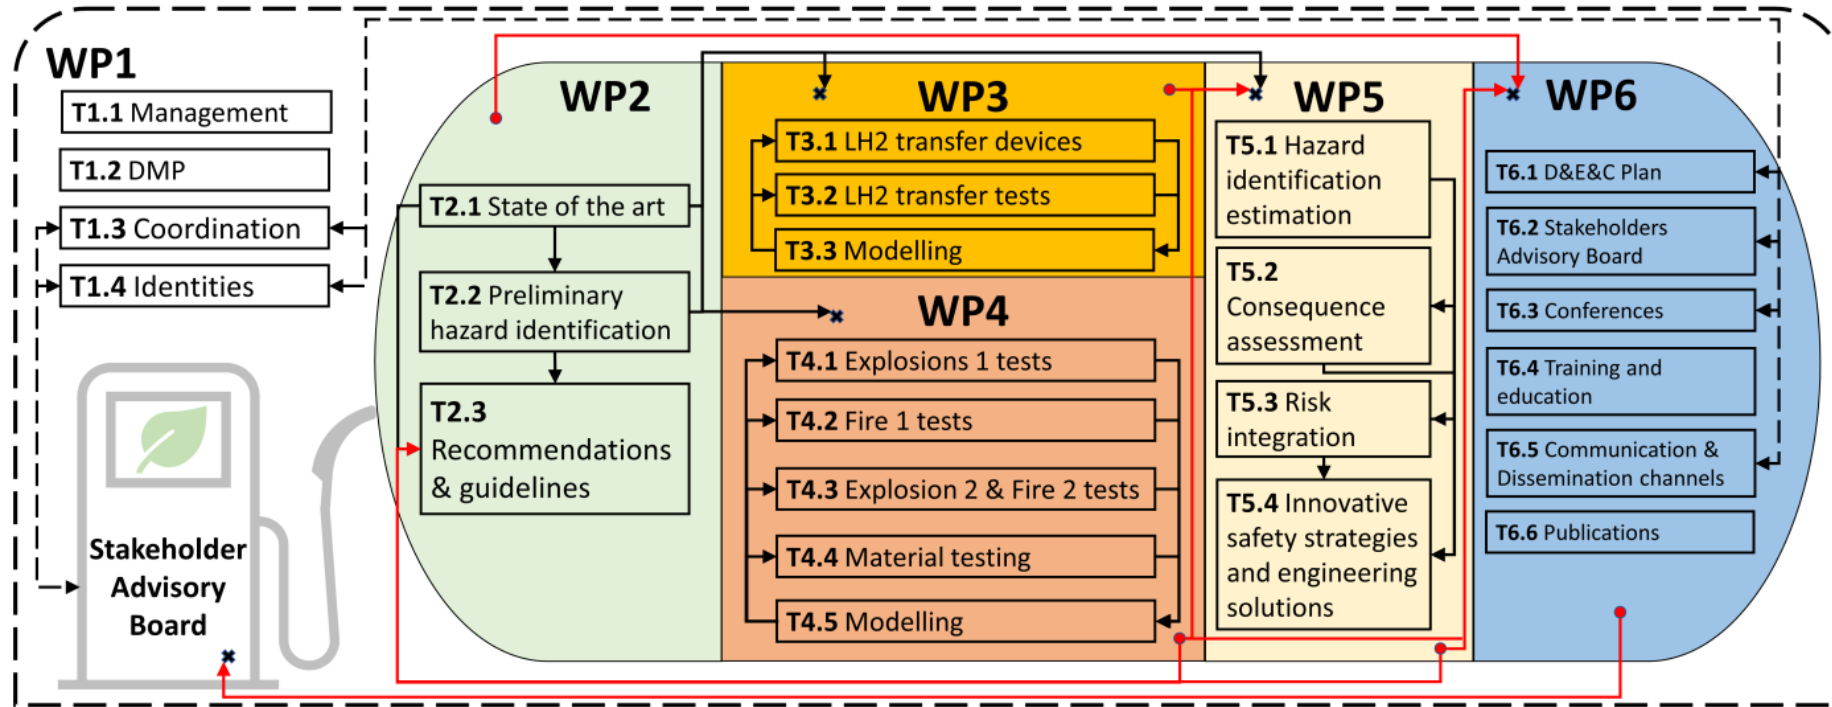 WP1
T1.1 Management
T1.2 DMP
T1.3 Coordination
T1.4 Identities
Stakeholder
Advisory
Board
WP2
T2.1 State of the art
T2.2 Preliminary
hazard identification
T2.3
Recommendations
& guidelines
WP3
T3.1 LH2 transfer devices
T3.2 LH2 transfer tests
T3.3 Modelling
WP4
T4.1 Explosions 1 tests
T4.2 Fire 1 tests
T4.3 Explosion 2 & Fire 2 tests
T4.4 Material testing
T4.5 Modelling
WP5
T5.1 Hazard
identification
estimation
T5.2
Consequence
assessment
T5.3 Risk
integration
T5.4 Innovative
safety strategies
and engineering
solutions
WP6
T6.1 D&E&C Plan
T6.2 Stakeholders
Advisory Board
T6.3 Conferences
T6.4 Training and
education
T6.5 Communication &
Dissemination channels
T6.6 Publications